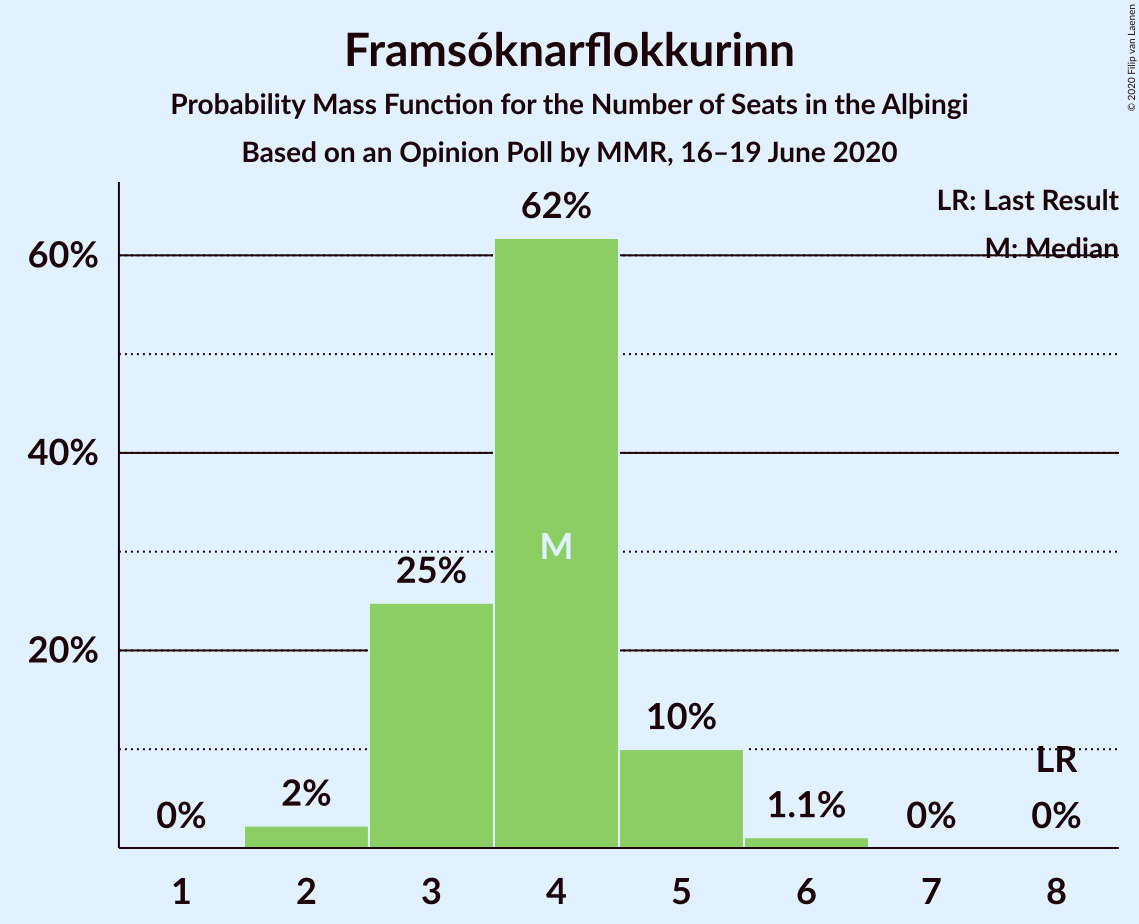 Framsóknarflokkurinn
Probability Mass Function for the Number of Seats in the Alþingi
Based on an Opinion Poll by MMR, 16–19 June 2020
© 2020 Filip van Laenen
LR: Last Result
M: Median
60%
40%
20%
0%
2%
25%
62%
M
10%
1.1%
0%
LR
0%
1 2 3 4 5 6 7 8